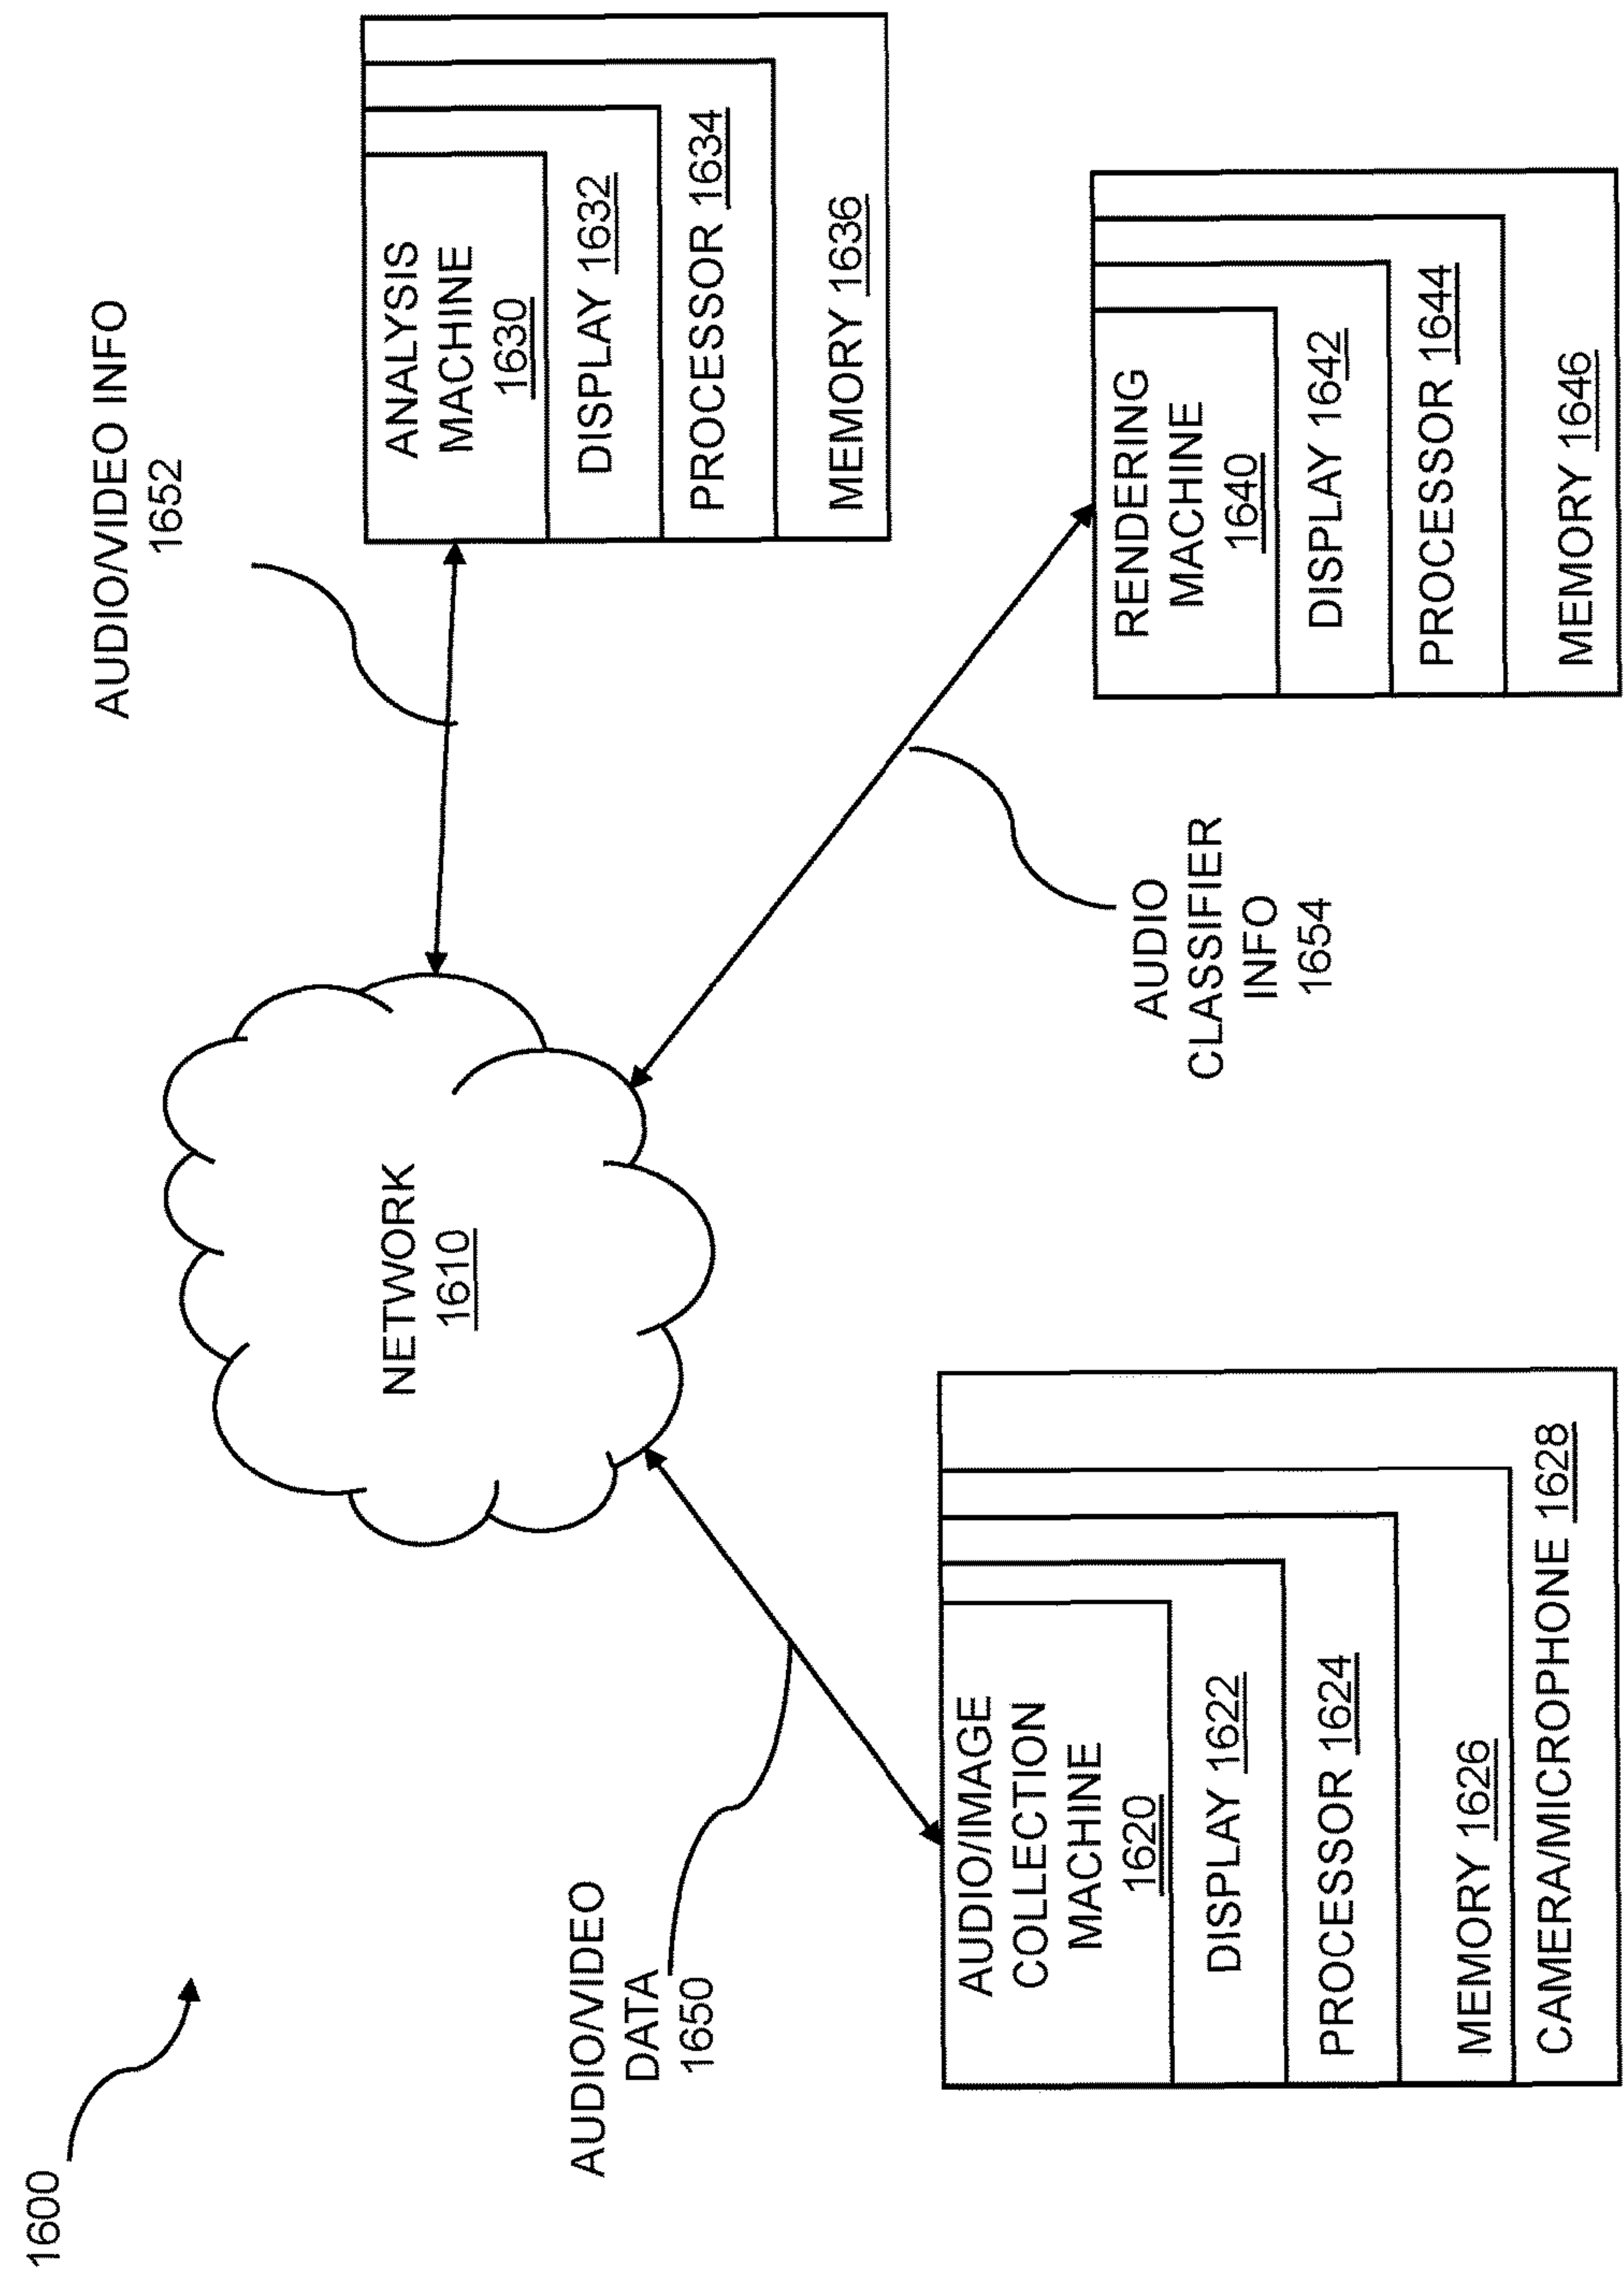 1600
AUDIO/VIDEO
DATA
1650
NETWORK
1610
AUDIO/VIDEO INFO
1652
ANALYSIS
MACHINE
1630
DISPLAY 1632
PROCESSOR 1634
MEMORY 1636
AUDIO/IMAGE
COLLECTION
MACHINE
1620
DISPLAY 1622
PROCESSOR 1624
MEMORY 1626
CAMERA/MICROPHONE 1628
AUDIO
CLASSIFIER
INFO
1654
RENDERING
MACHINE
1640
DISPLAY 1642
PROCESSOR 1644
MEMORY 1646